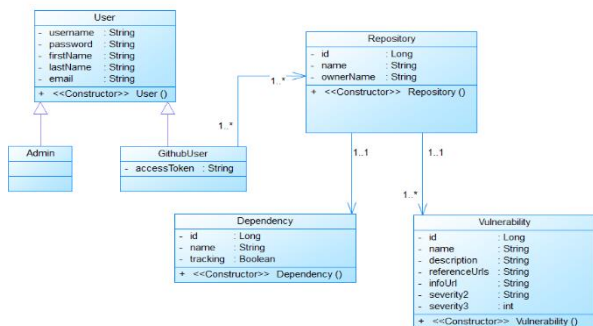 User
- username : String
- password : String
- firstName : String
- lastName : String
- email : String
+ <<Constructor>> User ()
Repository
- id : Long
- name : String
- ownerName : String
+ <<Constructor>> Repository ()
1..*
1..*
Admin
GithubUser
- accessToken : String
1..1
1..1
1..*
Dependency
- id : Long
- name : String
- tracking : Boolean
+ <<Constructor>> Dependency ()
Vulnerability
- id : Long
- name : String
- description : String
- referenceUrls : String
- infoUrl : String
- severity2 : String
- severity3 : int
+ <<Constructor>> Vulnerability ()